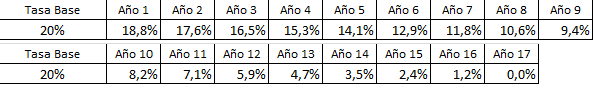 Tasa Base Año 1 Año 2 Año 3 Año 4 Año 5 Año 6 Año 7 Año 8 Año 9
20% 18,8% 17,6% 16,5% 15,3% 14,1% 12,9% 11,8% 10,6% 9,4%
Tasa Base Año 10 Año 11 Año 12 Año 13 Año 14 Año 15 Año 16 Año 17
20% 8,2% 7,1% 5,9% 4,7% 3,5% 2,4% 1,2% 0,0%